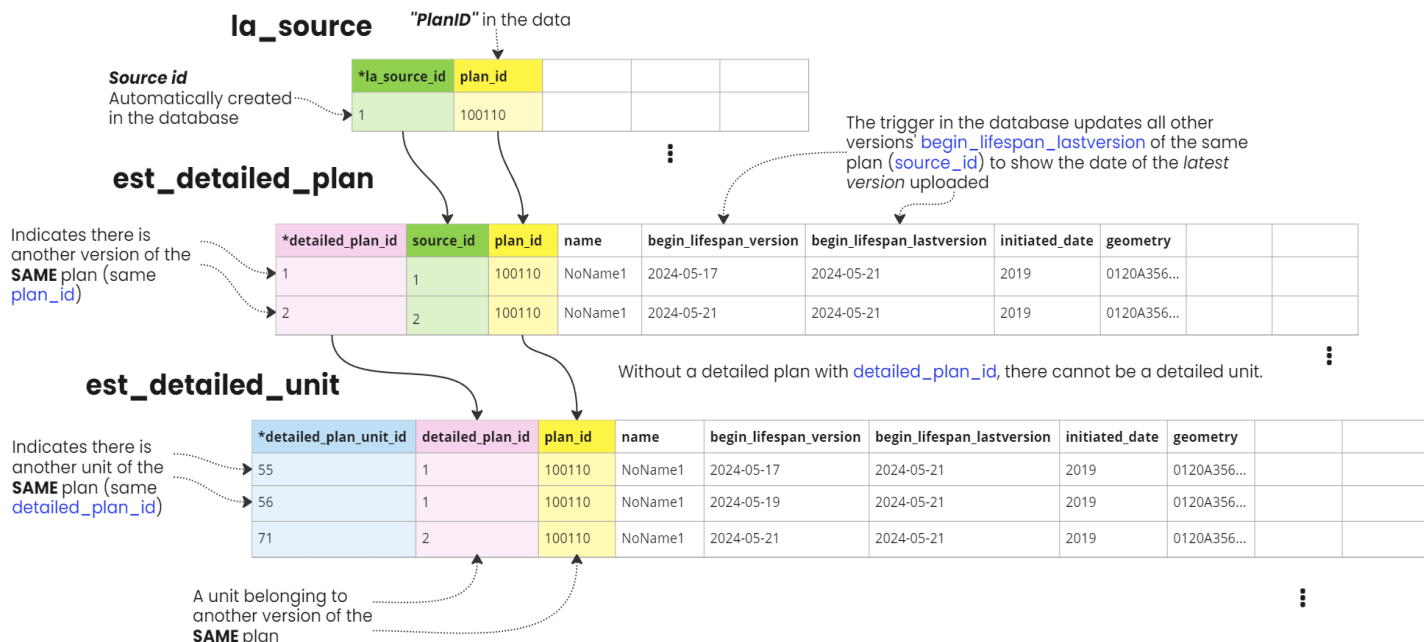 la_source
"PlanID" in the data
Source id
Automatically created
in the database
*la_source_id plan_id
1 100110
The trigger in the database updates all other
versions' begin_lifespan_lastversion of the same
plan (source_id) to show the date of the latest
version uploaded
est_detailed_plan
Indicates there is
another version of the
SAME plan (same
plan_id)
*detailed_plan_id source_id plan_id name begin_lifespan_version begin_lifespan_lastversion initiated_date geometry
1 1 100110 NoName1 2024-05-17 2024-05-21 2019 0120A356...
2 2 100110 NoName1 2024-05-21 2024-05-21 2019 0120A356...
Without a detailed plan with detailed_plan_id, there cannot be a detailed unit.
est_detailed_unit
Indicates there is
another unit of the
SAME plan (same
detailed_plan_id)
*detailed_plan_unit_id detailed_plan_id plan_id name begin_lifespan_version begin_lifespan_lastversion initiated_date geometry
55 1 100110 NoName1 2024-05-17 2024-05-21 2019 0120A356...
56 1 100110 NoName1 2024-05-19 2024-05-21 2019 0120A356...
71 2 100110 NoName1 2024-05-21 2024-05-21 2019 0120A356...
A unit belonging to
another version of the
SAME plan